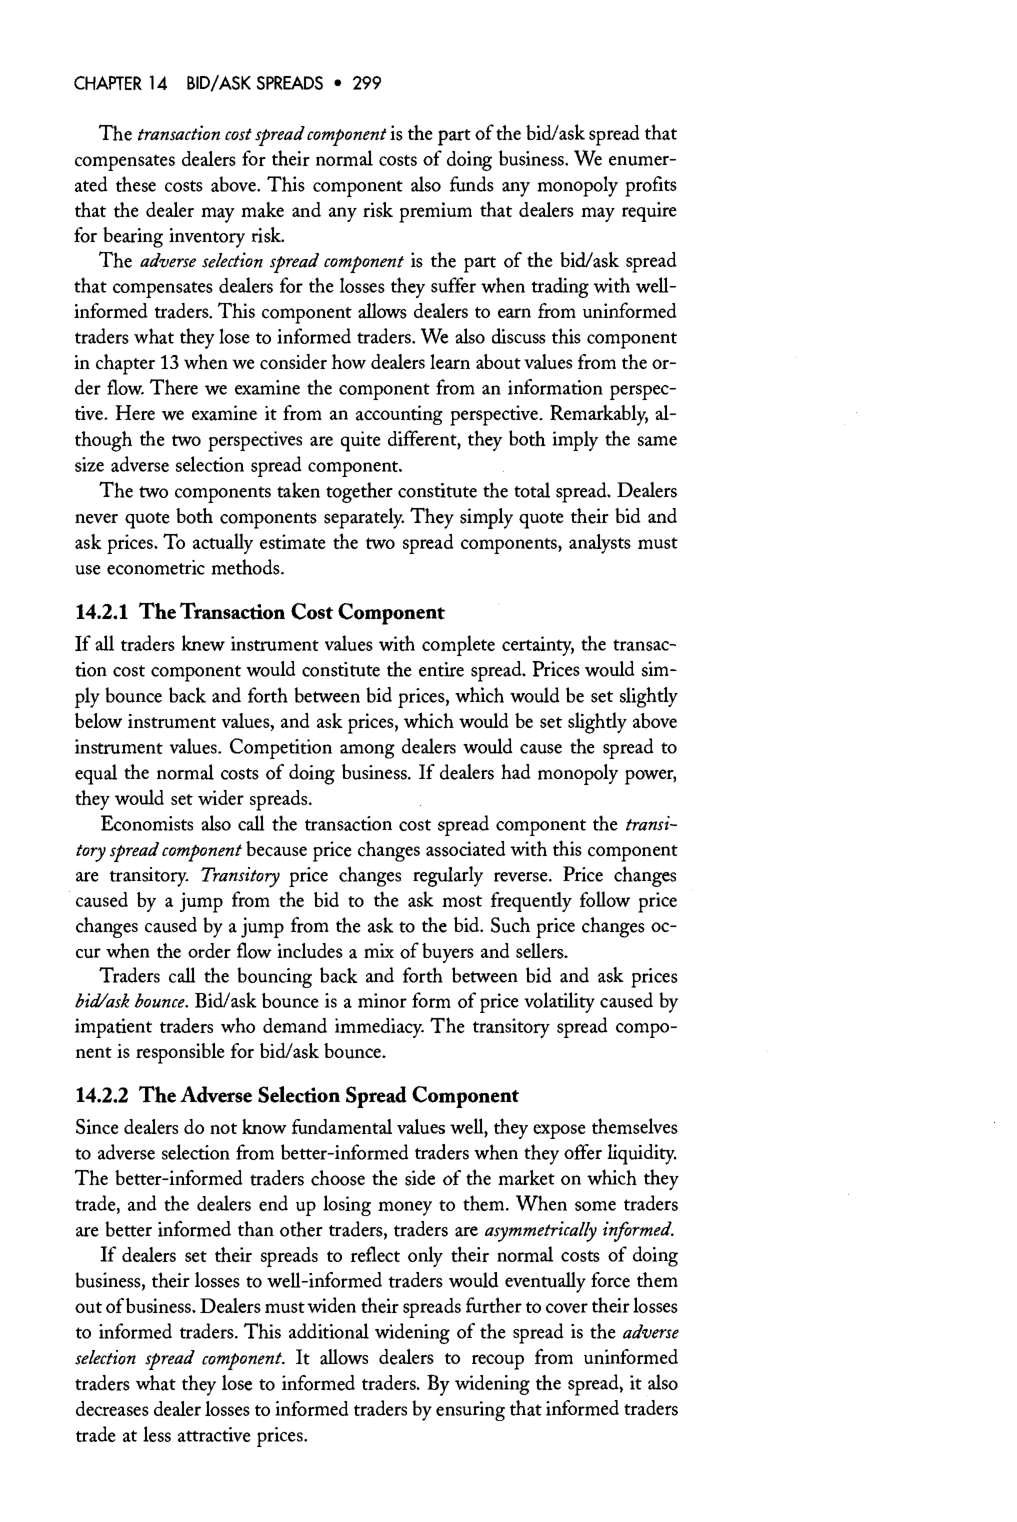 CHAPTER 14 BID/ASK SPREADS • 299
The transaction cost spread component is the part of the bid/ask spread that
compensates dealers for their normal costs of doing business. We enumer-
ated these costs above. This component also funds any monopoly profits
that the dealer may make and any risk premium that dealers may require
for bearing inventory risk.
The adverse selection spread component is the part of the bid/ask spread
that compensates dealers for the losses they suffer when trading with well-
informed traders. This component allows dealers to earn from uninformed
traders what they lose to informed traders. We also discuss this component
in chapter 13 when we consider how dealers learn about values from the or-
der flow. There we examine the component from an information perspec-
tive. Here we examine it from an accounting perspective. Remarkably, al-
though the two perspectives are quite different, they both imply the same
size adverse selection spread component.
The two components taken together constitute the total spread. Dealers
never quote both components separately. They simply quote their bid and
ask prices. To actually estimate the two spread components, analysts must
use econometric methods.
14.2.1 The Transaction Cost Component
If all traders knew instrument values with complete certainty, the transac-
tion cost component would constitute the entire spread. Prices would sim-
ply bounce back and forth between bid prices, which would be set slightly
below instrument values, and ask prices, which would be set slightly above
instrument values. Competition among dealers would cause the spread to
equal the normal costs of doing business. If dealers had monopoly power,
they would set wider spreads.
Economists also call the transaction cost spread component the transi-
tory spread component because price changes associated with this component
are transitory. Transitory price changes regularly reverse. Price changes
caused by a jump from the bid to the ask most frequently follow price
changes caused by a jump from the ask to the bid. Such price changes oc-
cur when the order flow includes a mix of buyers and sellers.
Traders call the bouncing back and forth between bid and ask prices
bid/ask bounce. Bid/ask bounce is a minor form of price volatility caused by
impatient traders who demand immediacy. The transitory spread compo-
nent is responsible for bid/ask bounce.
14.2.2 The Adverse Selection Spread Component
Since dealers do not know fundamental values well, they expose themselves
to adverse selection from better-informed traders when they offer liquidity.
The better-informed traders choose the side of the market on which they
trade, and the dealers end up losing money to them. When some traders
are better informed than other traders, traders are asymmetrically informed.
If dealers set their spreads to reflect only their normal costs of doing
business, their losses to well-informed traders would eventually force them
out of business. Dealers must widen their spreads further to cover their losses
to informed traders. This additional widening of the spread is the adverse
selection spread component. It allows dealers to recoup from uninformed
traders what they lose to informed traders. By widening the spread, it also
decreases dealer losses to informed traders by ensuring that informed traders
trade at less attractive prices.